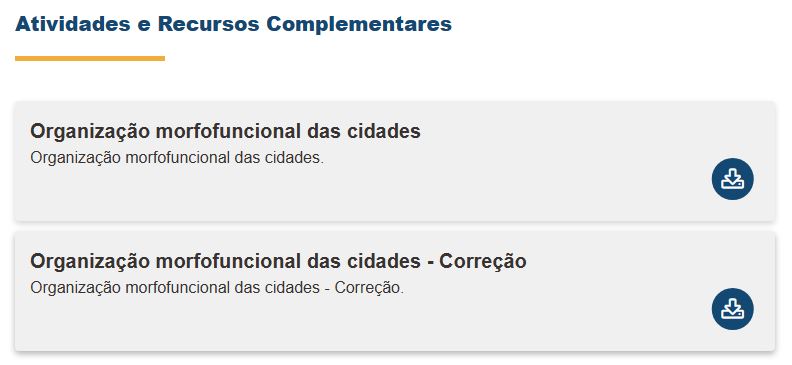 Atividades e Recursos Complementares
Organização morfofuncional das cidades
Organização morfofuncional das cidades.
Organização morfofuncional das cidades - Correção
Organização morfofuncional das cidades - Correção.